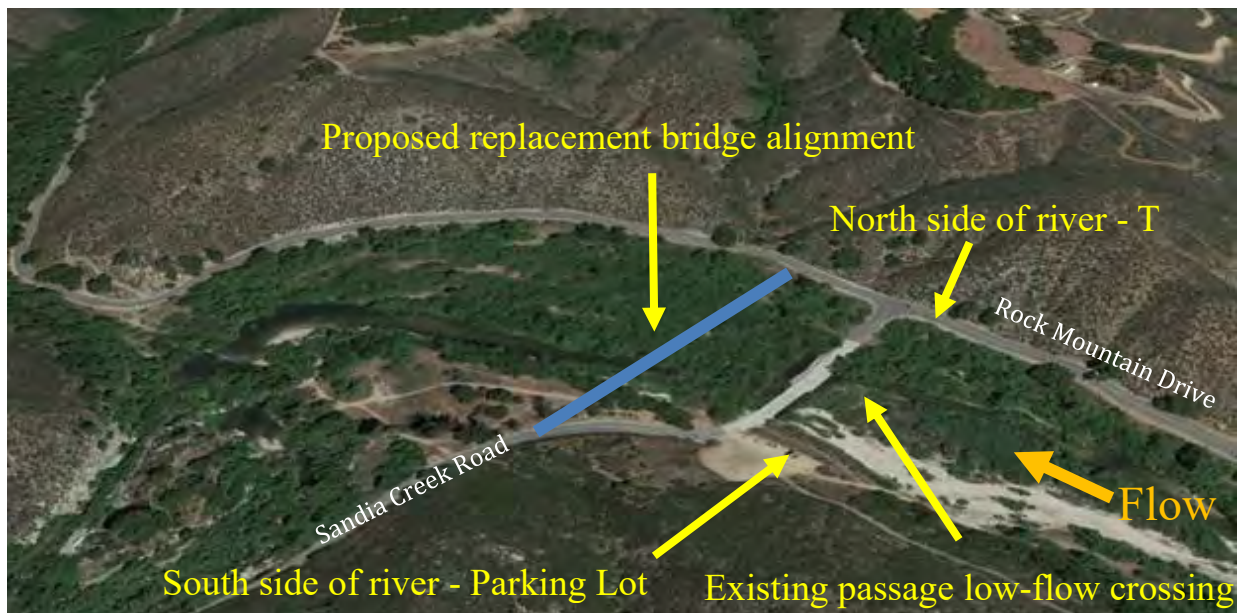 Proposed replacement bridge alignment
North side of river - T
Rock Mountain Drive
Sandia Creek Road
Flow
South side of river - Parking Lot
Existing passage low-flow crossing